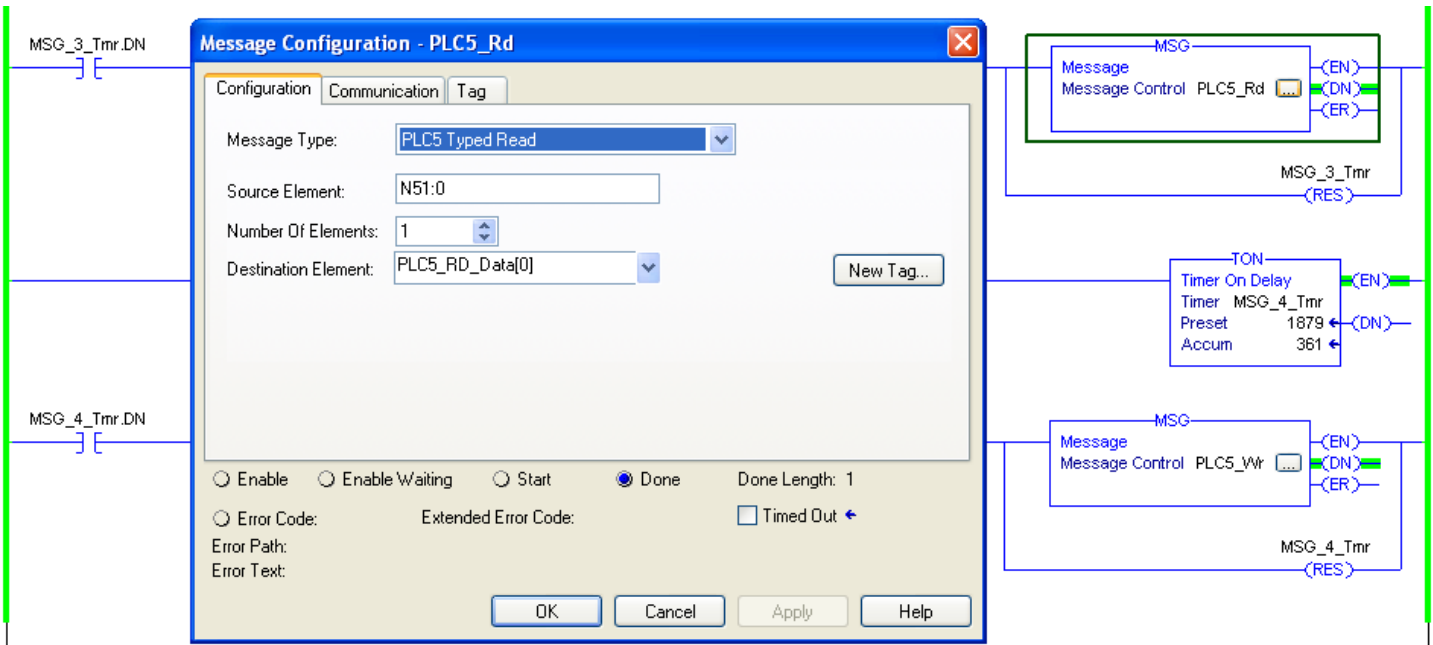 MSG_3_Tmr.DN
Message Configuration - PLC5_Rd
Configuration Communication Tag
Message Type: PLC5 Typed Read
Source Element: N51:0
Number Of Elements: 1
Destination Element: PLC5_RD_Data[0] New Tag...
Enable Enable Waiting Start Done Done Length: 1
Error Code: Extended Error Code: Timed Out
Error Path:
Error Text:
OK Cancel Apply Help
MSG
Message (EN)
Message Control PLC5_Rd ... (DN)
(ER)
MSG_3_Tmr
(RES)
TON
Timer On Delay (EN)
Timer MSG_4_Tmr
Preset 1879 (DN)
Accum 361
MSG_4_Tmr.DN
MSG
Message (EN)
Message Control PLC5_Wr ... (DN)
(ER)
MSG_4_Tmr
(RES)